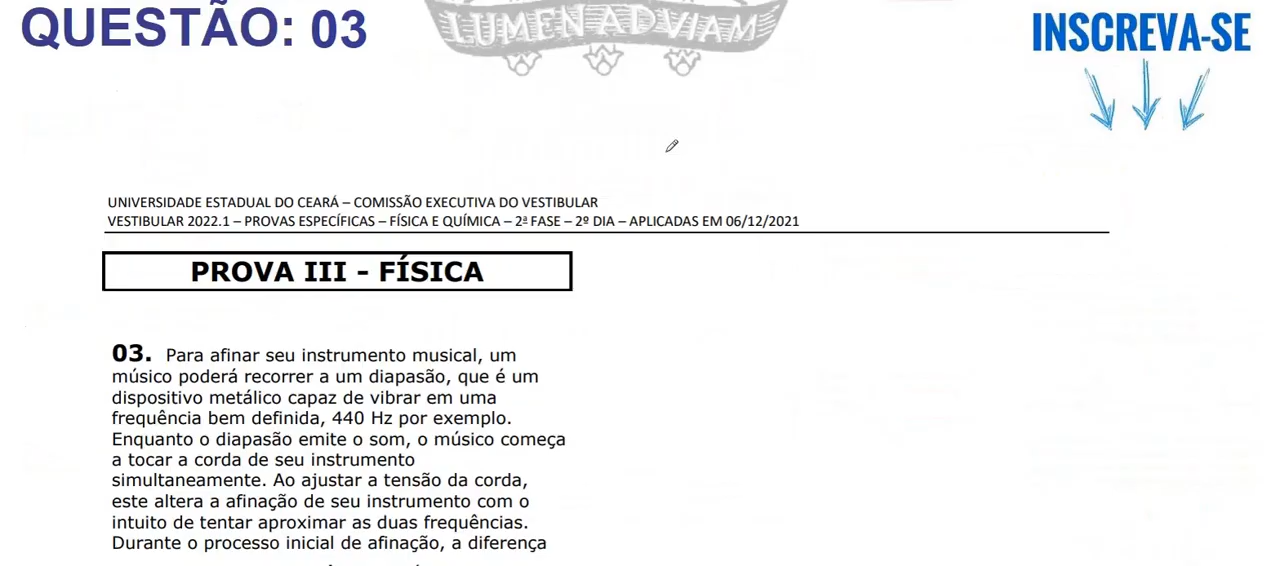 QUESTÃO: 03
LUMEN AD VIAM
INSCREVA-SE
UNIVERSIDADE ESTADUAL DO CEARÁ – COMISSÃO EXECUTIVA DO VESTIBULAR
VESTIBULAR 2022.1 – PROVAS ESPECÍFICAS – FÍSICA E QUÍMICA – 2ª FASE – 2º DIA – APLICADAS EM 06/12/2021
PROVA III - FÍSICA
03. Para afinar seu instrumento musical, um
músico poderá recorrer a um diapasão, que é um
dispositivo metálico capaz de vibrar em uma
frequência bem definida, 440 Hz por exemplo.
Enquanto o diapasão emite o som, o músico começa
a tocar a corda de seu instrumento
simultaneamente. Ao ajustar a tensão da corda,
este altera a afinação de seu instrumento com o
intuito de tentar aproximar as duas frequências.
Durante o processo inicial de afinação, a diferença